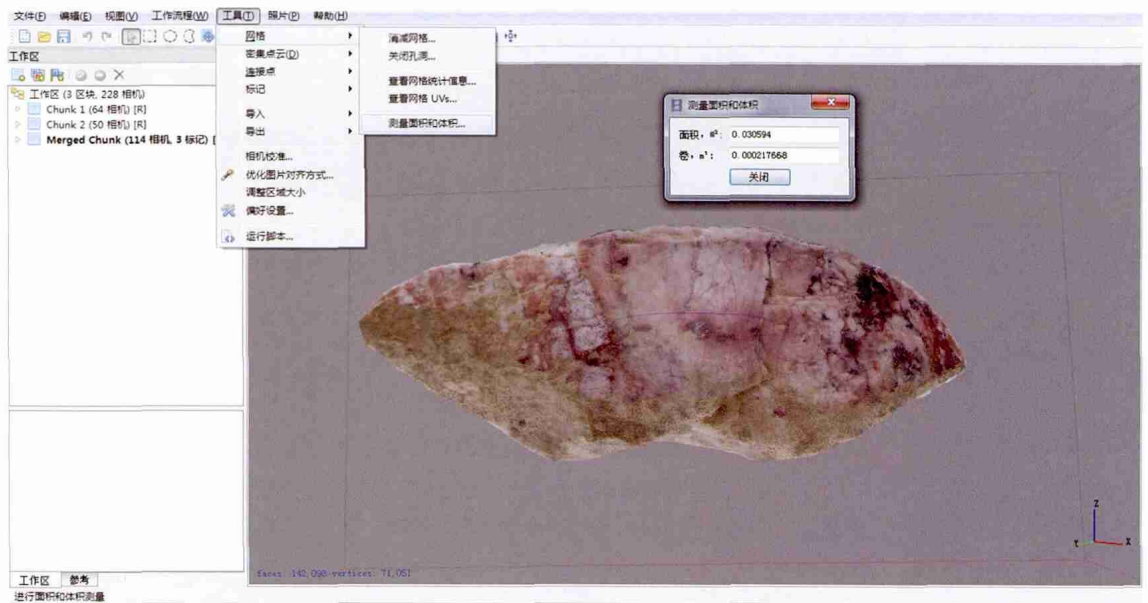 文件(F) 编辑(E) 视图(V) 工作流程(W) 工具(T) 照片(P) 帮助(H)
工作区
工作区 (3 区块, 228 相机)
Chunk 1 (64 相机) [R]
Chunk 2 (50 相机) [R]
Merged Chunk (114 相机, 3 标记) [
网格
密集点云(D)
连接点
标记
导入
导出
相机校准...
优化图片对齐方式...
调整区域大小
偏好设置...
运行脚本...
消减网格...
关闭孔洞...
查看网格统计信息...
查看网格 UVs...
测量面积和体积...
测量面积和体积
面积, m²: 0.030594
卷, m³: 0.000217668
关闭
Z
Y X
faces: 142,098 vertices: 71,051
工作区 参考
进行面积和体积测量